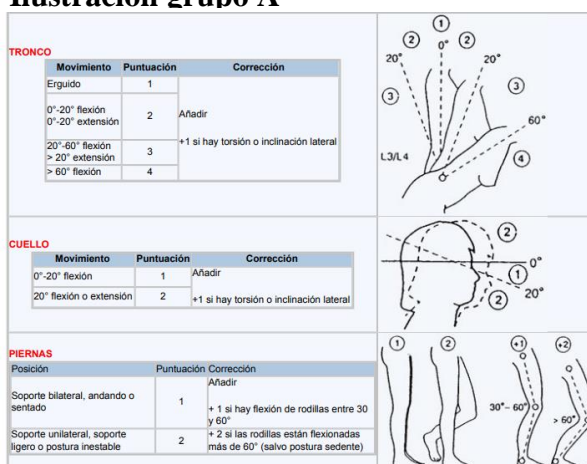 Ilustración grupo A
TRONCO
Movimiento Puntuación Corrección
Erguido 1
0°-20° flexión
0°-20° extensión
2
Añadir
+1 si hay torsión o inclinación lateral
20°-60° flexión
> 20° extensión
3
> 60° flexión 4
1
2 0° 2
20° 20°
3 3
60°
L3/L4 4
CUELLO
Movimiento Puntuación Corrección
0°-20° flexión 1 Añadir
20° flexión o extensión 2 +1 si hay torsión o inclinación lateral
2
0°
1
20°
2
PIERNAS
Posición Puntuación Corrección
Soporte bilateral, andando o
sentado
1
Añadir
+ 1 si hay flexión de rodillas entre 30
y 60°
Soporte unilateral, soporte
ligero o postura inestable
2
+ 2 si las rodillas están flexionadas
más de 60° (salvo postura sedente)
1 2 +1 +2
30°- 60° > 60°